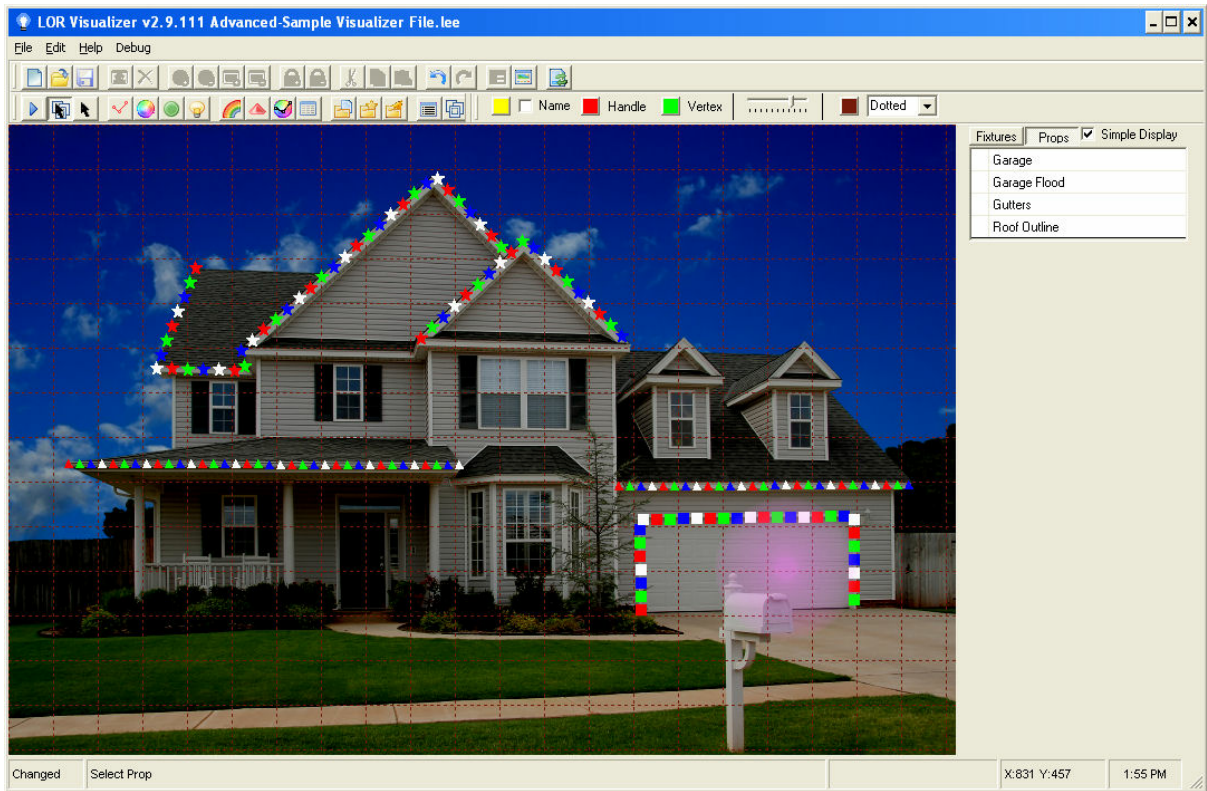 LOR Visualizer v2.9.111 Advanced-Sample Visualizer File.lee
File Edit Help Debug
Name Handle Vertex Dotted
Fixtures Props Simple Display
Garage
Garage Flood
Gutters
Roof Outline
Changed Select Prop X:831 Y:457 1:55 PM